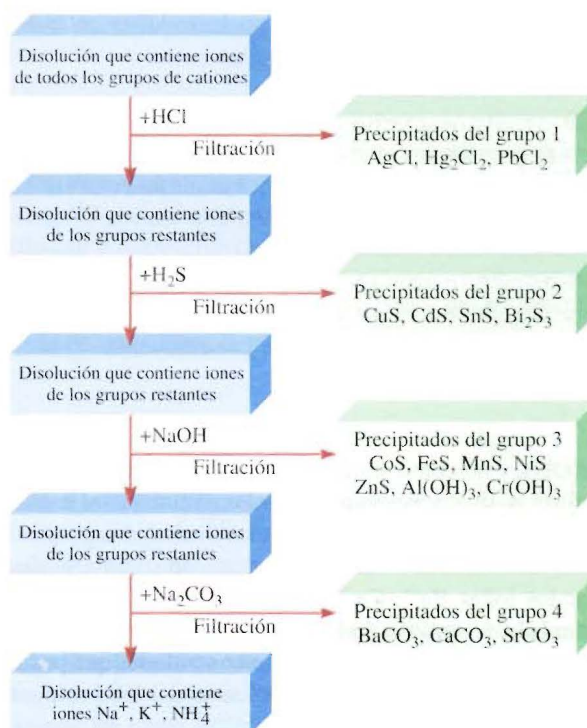 Disolución que contiene iones
de todos los grupos de cationes
+HCl
Filtración
Precipitados del grupo 1
AgCl, Hg₂Cl₂, PbCl₂
Disolución que contiene iones
de los grupos restantes
+H₂S
Filtración
Precipitados del grupo 2
CuS, CdS, SnS, Bi₂S₃
Disolución que contiene iones
de los grupos restantes
+NaOH
Filtración
Precipitados del grupo 3
CoS, FeS, MnS, NiS
ZnS, Al(OH)₃, Cr(OH)₃
Disolución que contiene iones
de los grupos restantes
+Na₂CO₃
Filtración
Precipitados del grupo 4
BaCO₃, CaCO₃, SrCO₃
Disolución que contiene
iones Na⁺, K⁺, NH₄⁺